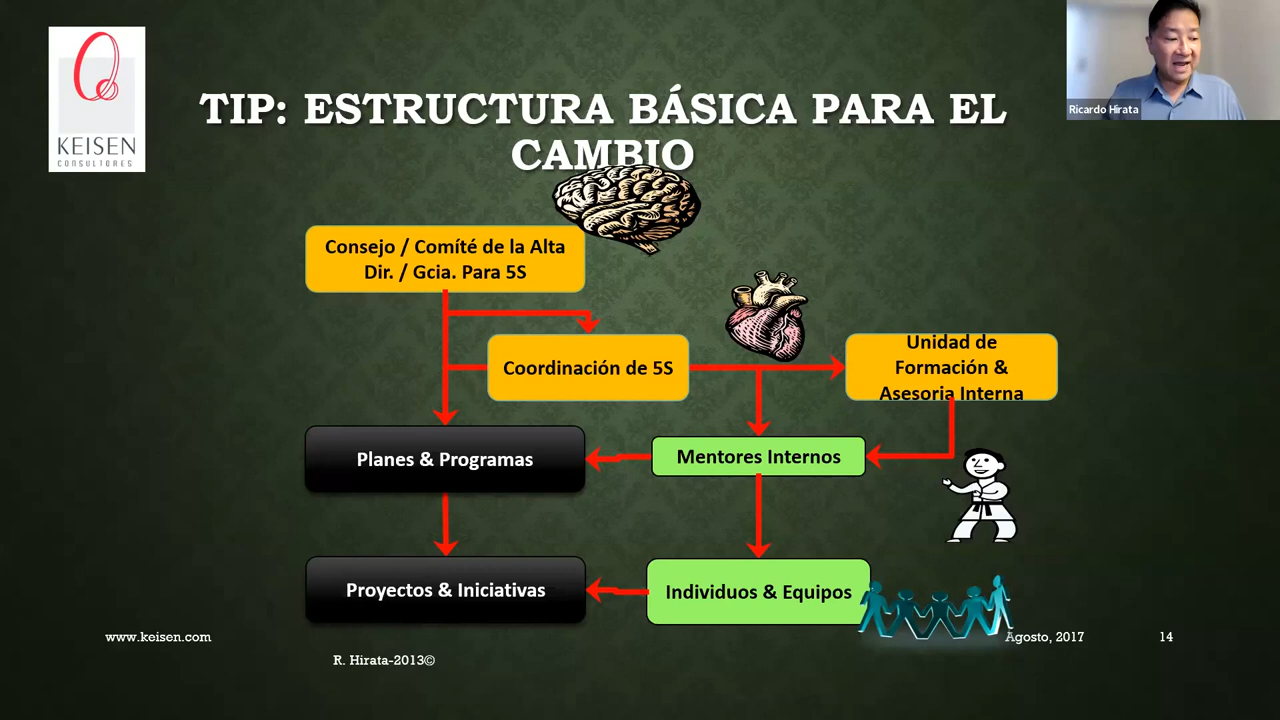 KEISEN
CONSULTORES
Ricardo Hirata
TIP: ESTRUCTURA BÁSICA PARA EL
CAMBIO
Consejo / Comíté de la Alta
Dir. / Gcia. Para 5S
Coordinación de 5S
Unidad de
Formación &
Asesoria Interna
Planes & Programas
Mentores Internos
Proyectos & Iniciativas
Individuos & Equipos
www.keisen.com
Agosto, 2017
14
R. Hirata-2013©